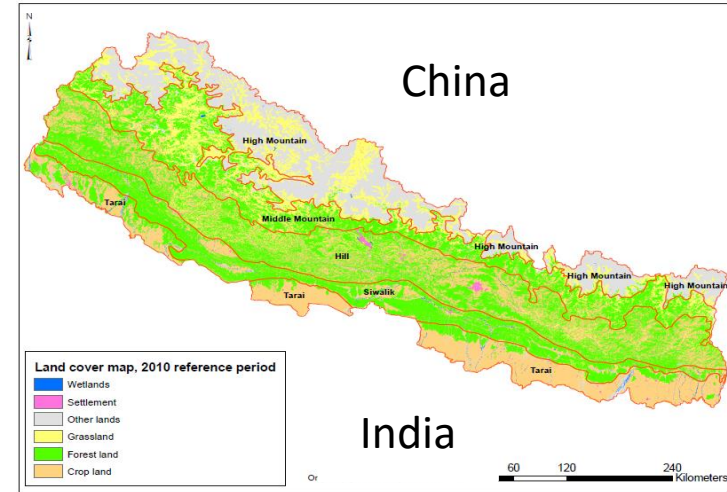 N
China
High Mountain
Tarai
Middle Mountain
High Mountain
Hill
High Mountain
High Mountain
Siwalik
Tarai
Tarai
Land cover map, 2010 reference period
Wetlands
Settlement
Other lands
Grassland
Forest land
Crop land
India
Or
60 120 240
Kilometers